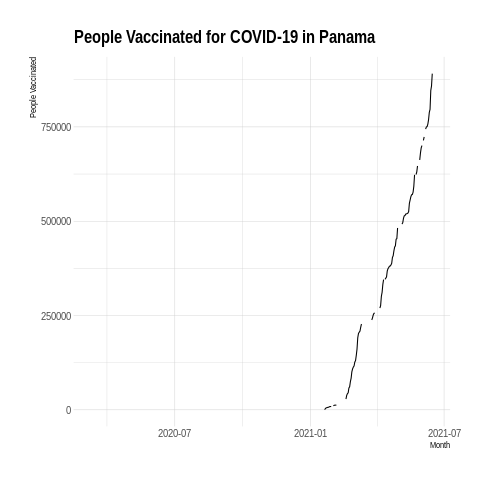 People Vaccinated for COVID-19 in Panama
People Vaccinated
750000
500000
250000
0
2020-07
2021-01
2021-07
Month